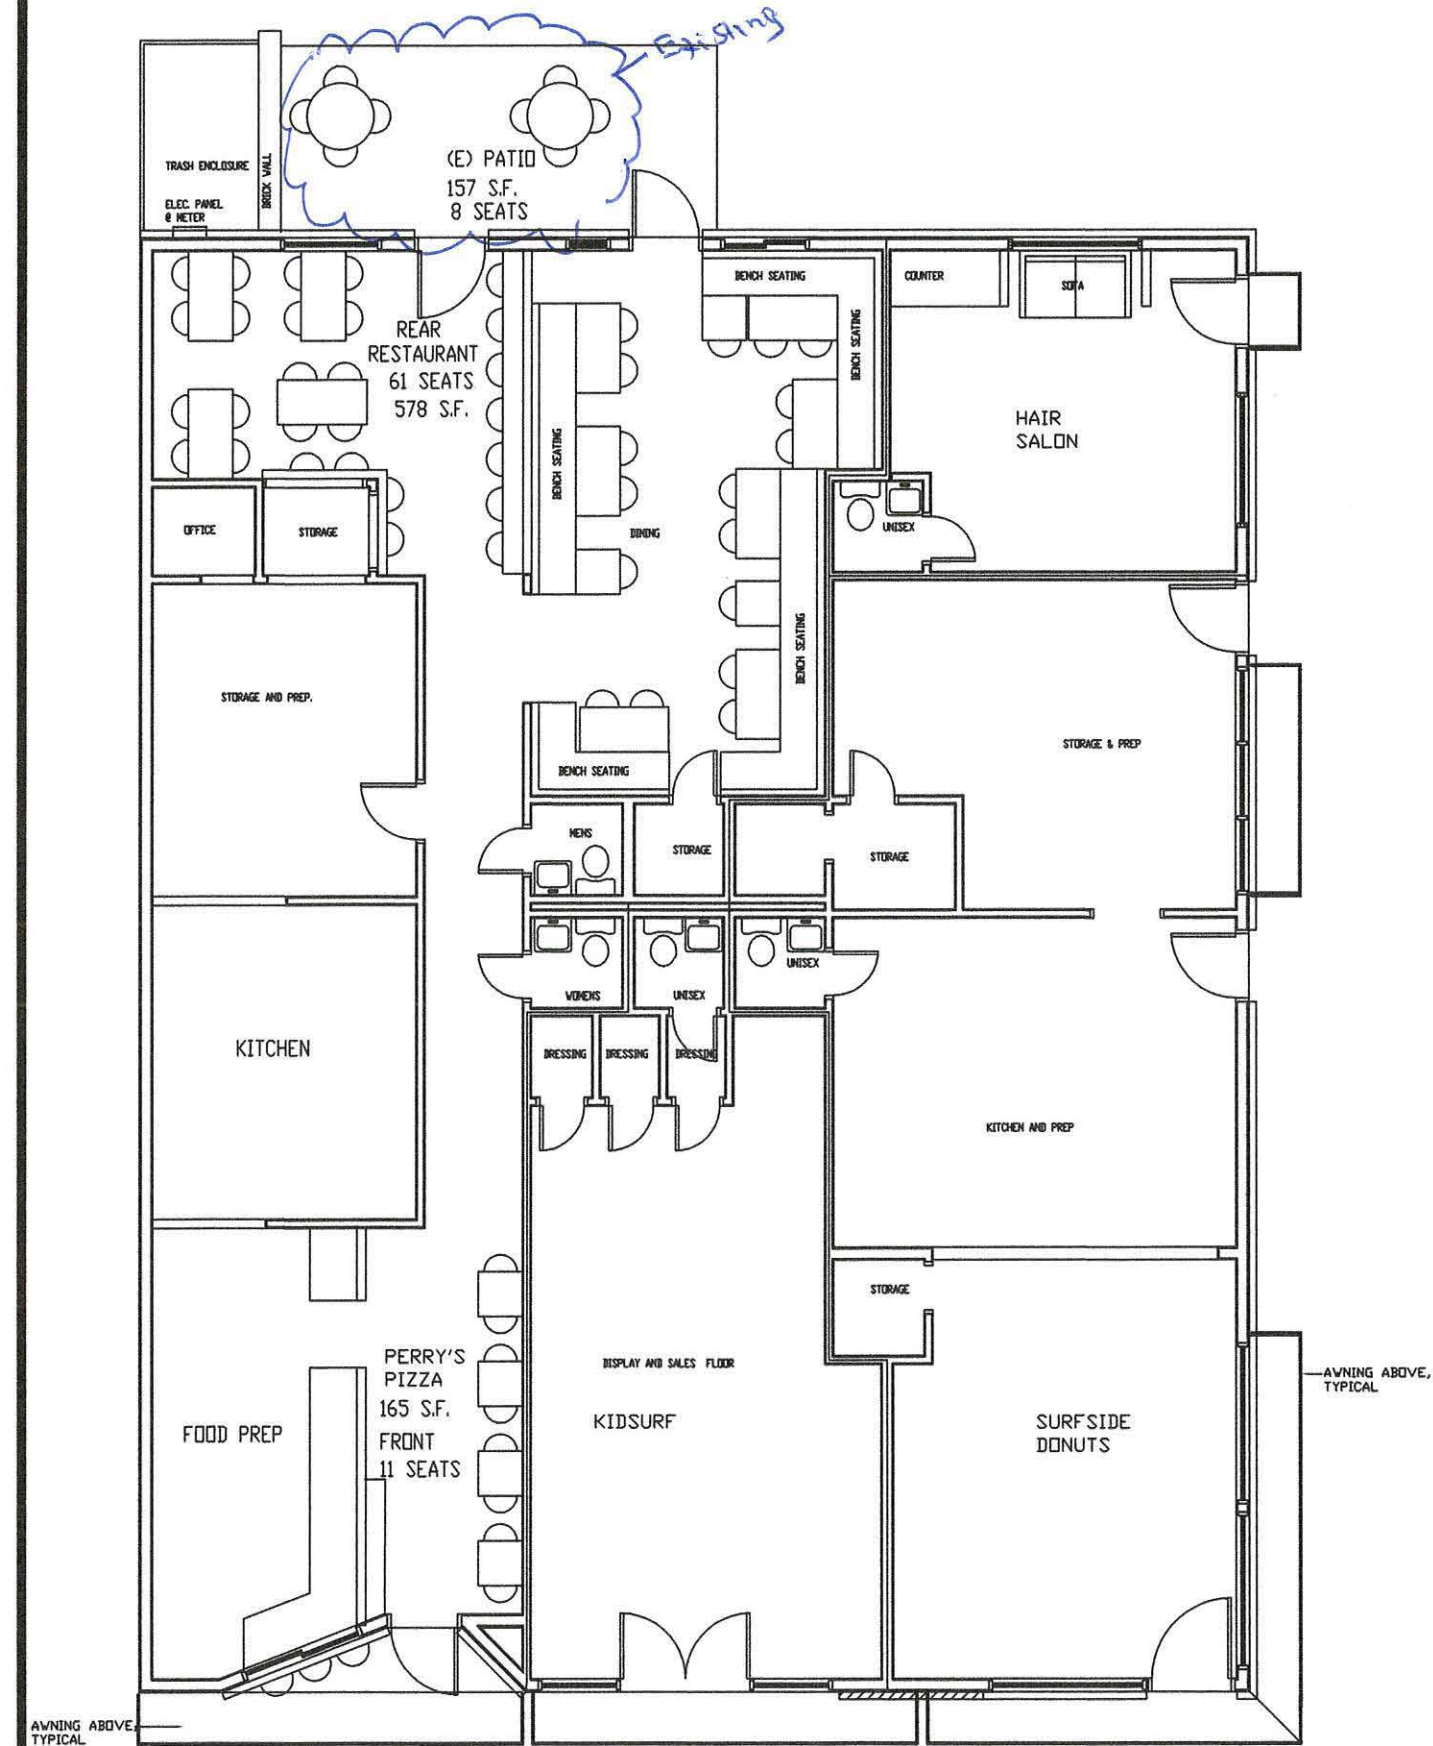 Existing
TRASH ENCLOSURE
BRICK WALL
ELEC. PANEL
@ METER
(E) PATIO
157 S.F.
8 SEATS
BENCH SEATING
COUNTER
SOFA
REAR
RESTAURANT
61 SEATS
578 S.F.
BENCH SEATING
HAIR
SALON
BENCH SEATING
OFFICE
STORAGE
DINING
UNISEX
BENCH SEATING
STORAGE AND PREP.
STORAGE & PREP
BENCH SEATING
MENS
STORAGE
STORAGE
WOMENS
UNISEX
UNISEX
KITCHEN
DRESSING
DRESSING
DRESSING
KITCHEN AND PREP
STORAGE
PERRY'S
PIZZA
165 S.F.
FRONT
11 SEATS
DISPLAY AND SALES FLOOR
AWNING ABOVE,
TYPICAL
FOOD PREP
KIDSURF
SURFSIDE
DONUTS
AWNING ABOVE,
TYPICAL